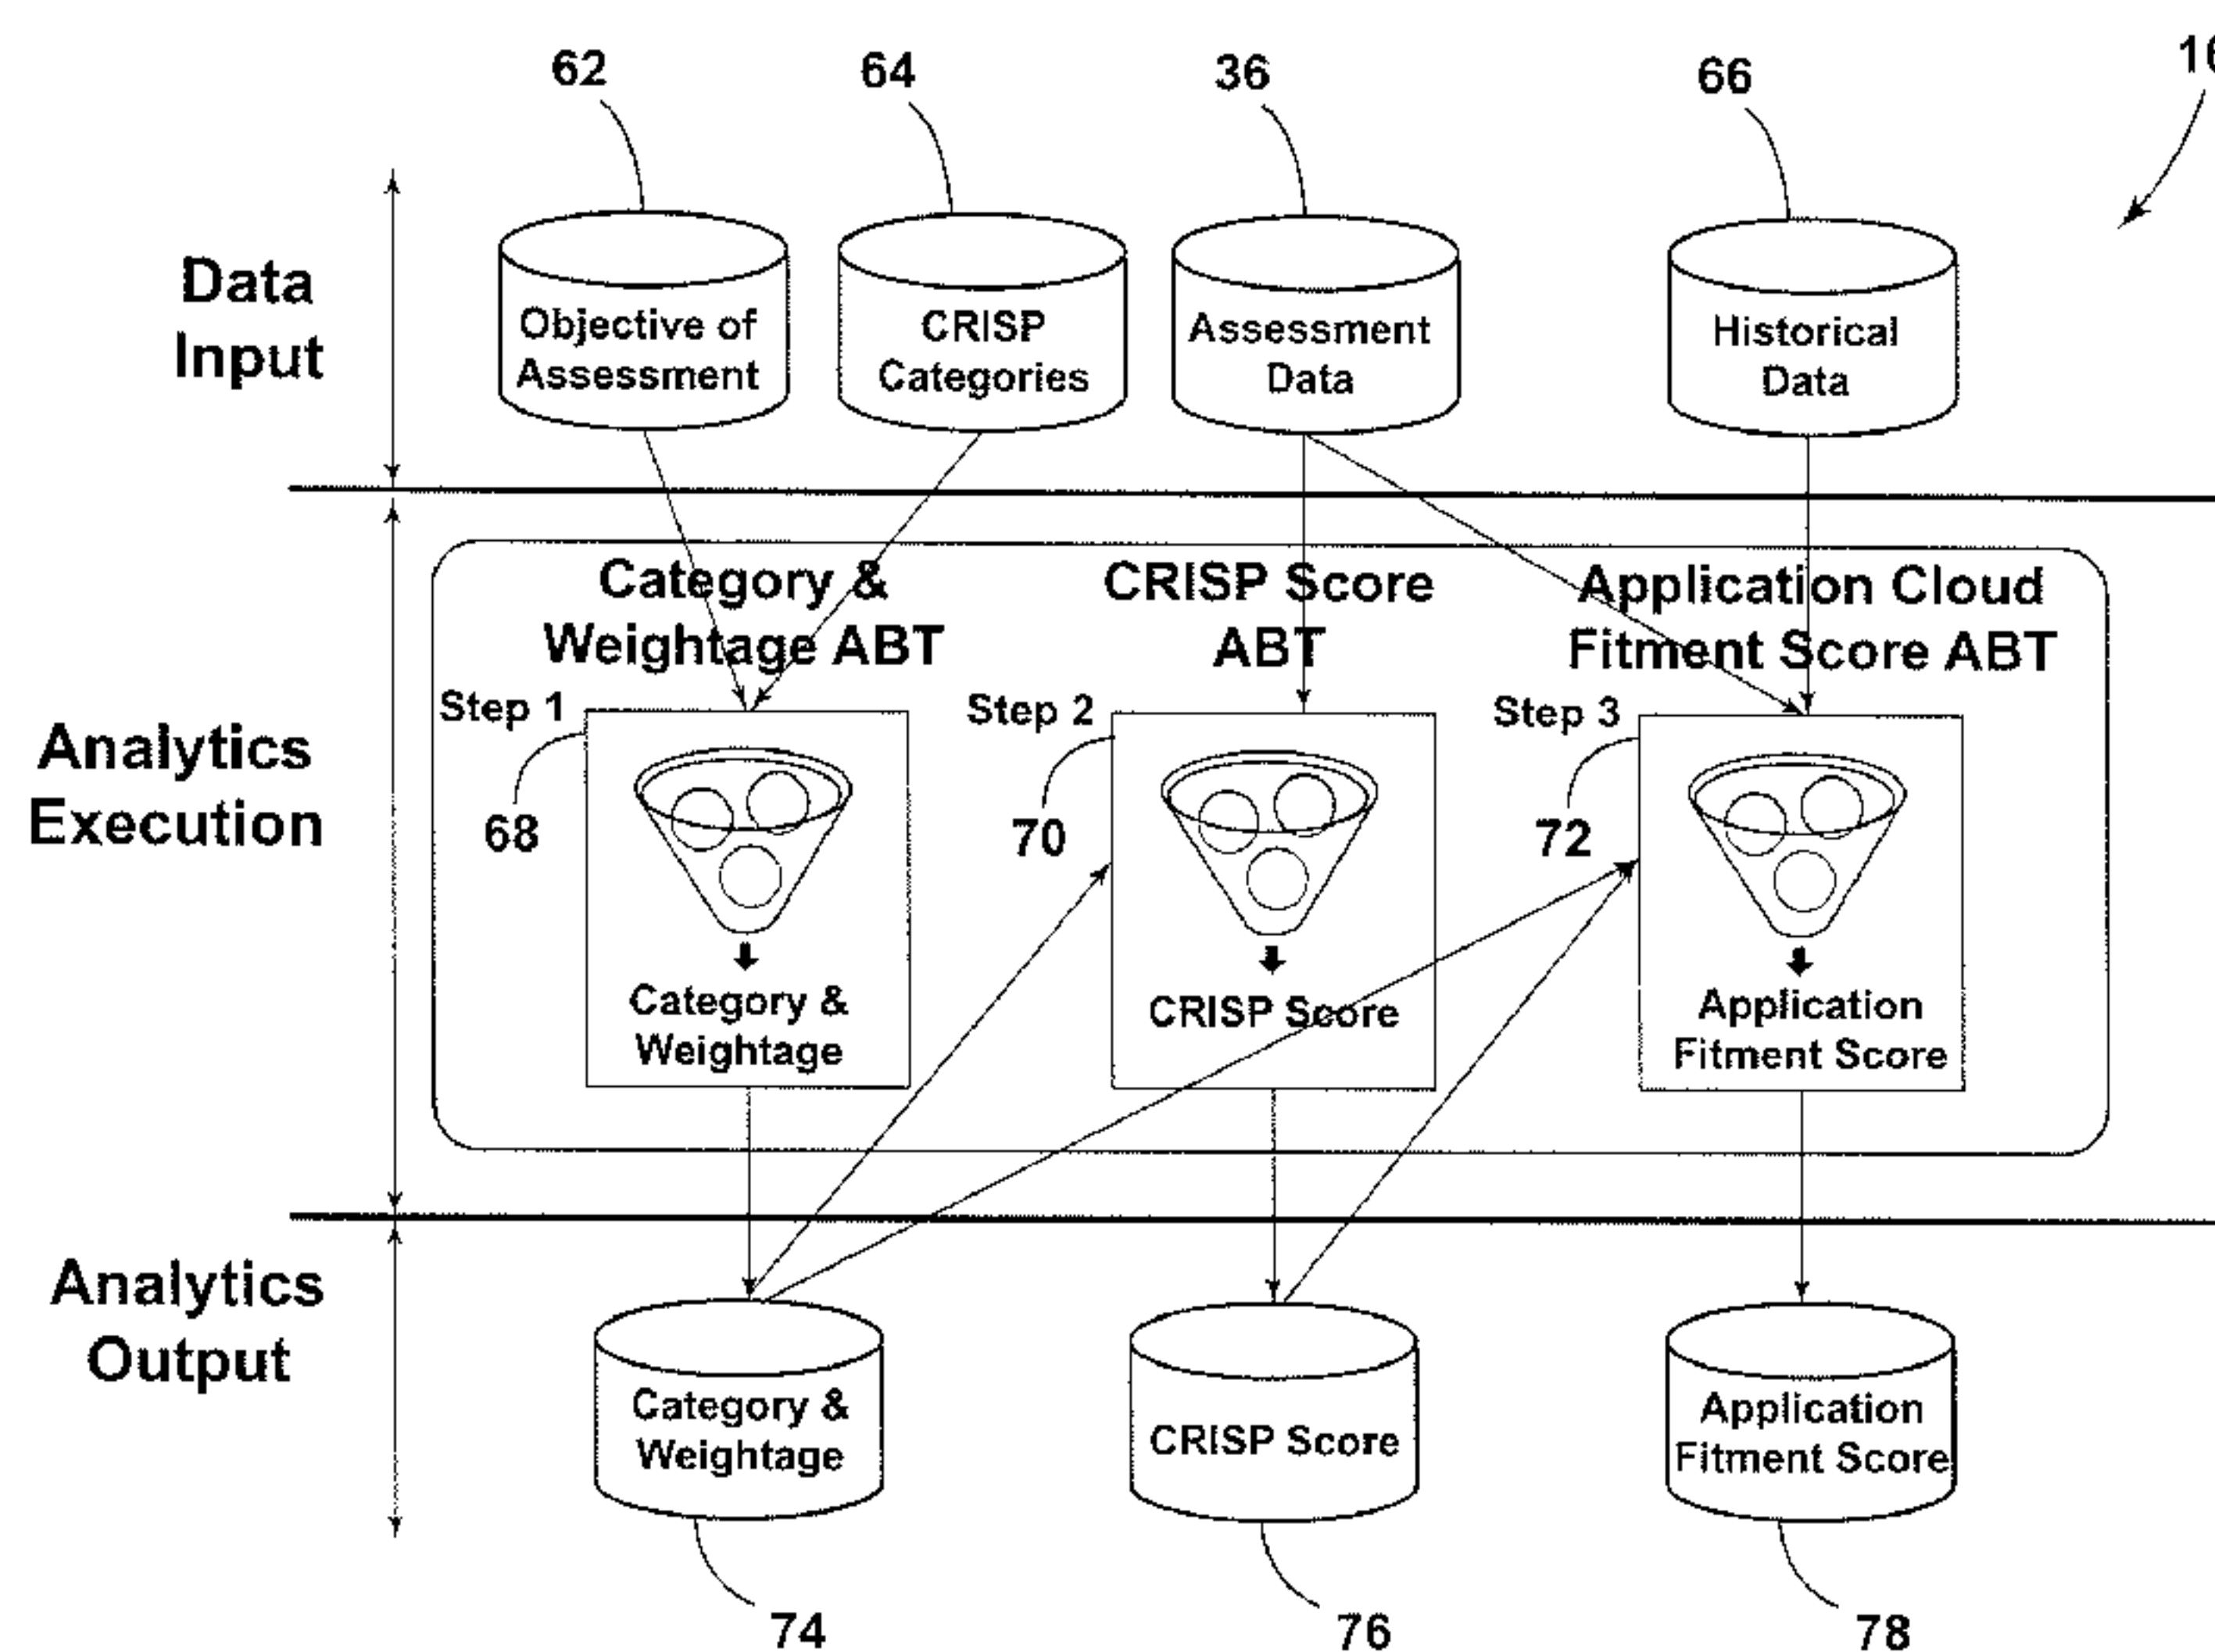 62
64
36
66
16
Data
Input
Objective of
Assessment
CRISP
Categories
Assessment
Data
Historical
Data
Analytics
Execution
Category &
Weightage ABT
CRISP Score
ABT
Application Cloud
Fitment Score ABT
Step 1
68
Category &
Weightage
Step 2
70
CRISP Score
Step 3
72
Application
Fitment Score
Analytics
Output
Category &
Weightage
CRISP Score
Application
Fitment Score
74
76
78